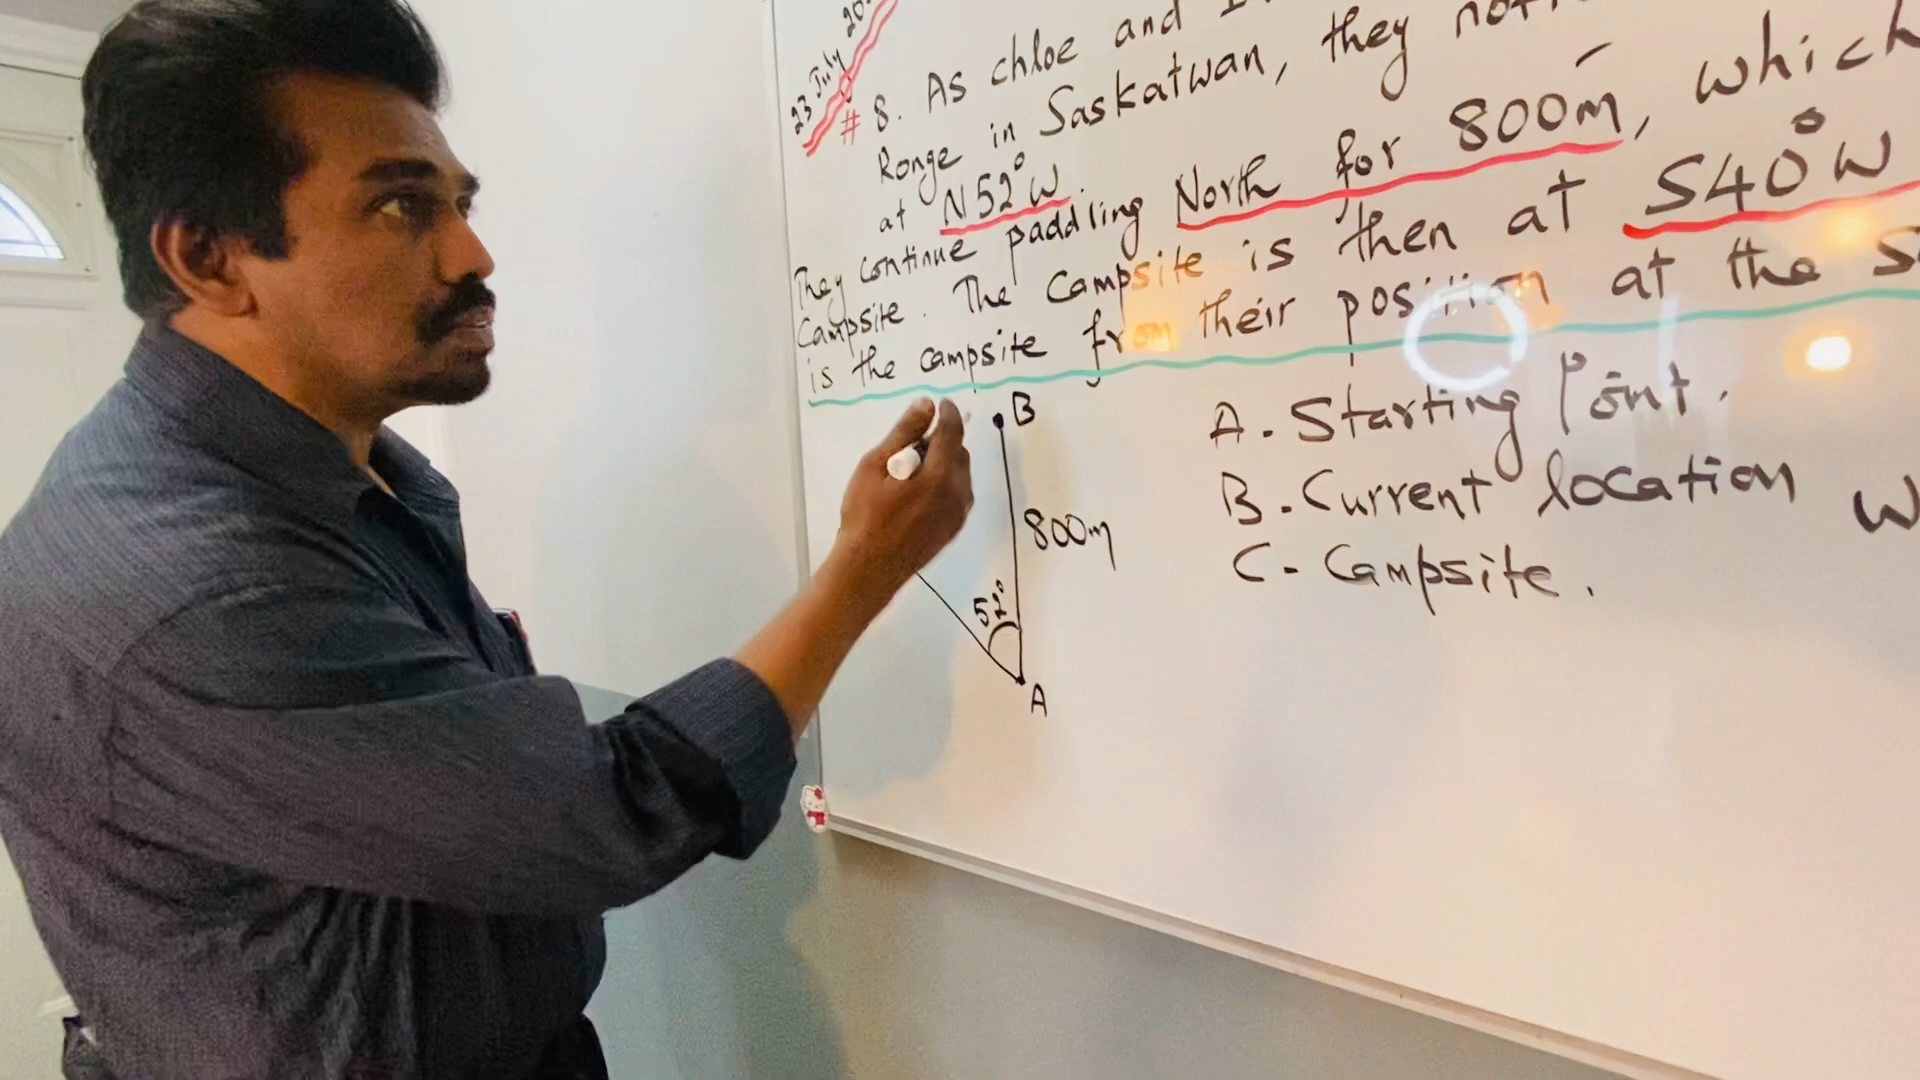 23 July
# 8. As chloe and
Ronge in Saskatwan, they
at N52°W.
They continue paddling North for 800m, which
Campsite. The Campsite is then at S40°W
is the campsite from their position at the
B
A. Starting Point.
800m
B. Current location
52°
C - Campsite.
A